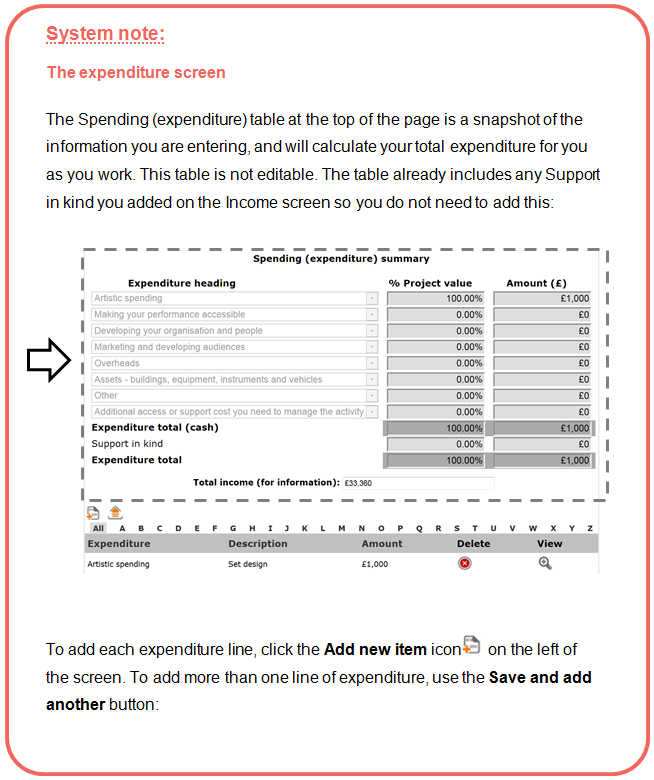 System note:
The expenditure screen
The Spending (expenditure) table at the top of the page is a snapshot of the
information you are entering, and will calculate your total expenditure for you
as you work. This table is not editable. The table already includes any Support
in kind you added on the Income screen so you do not need to add this:
Spending (expenditure) summary
Expenditure heading % Project value Amount (£)
Artistic spending 100.00% £1,000
Making your performance accessible 0.00% £0
Developing your organisation and people 0.00% £0
Marketing and developing audiences 0.00% £0
Overheads 0.00% £0
Assets - buildings, equipment, instruments and vehicles 0.00% £0
Other 0.00% £0
Additional access or support cost you need to manage the activity 0.00% £0
Expenditure total (cash) 100.00% £1,000
Support in kind 0.00% £0
Expenditure total 100.00% £1,000
Total income (for information): £33,360
All A B C D E F G H I J K L M N O P Q R S T U V W X Y Z
Expenditure Description Amount Delete View
Artistic spending Set design £1,000
To add each expenditure line, click the Add new item icon on the left of
the screen. To add more than one line of expenditure, use the Save and add
another button: